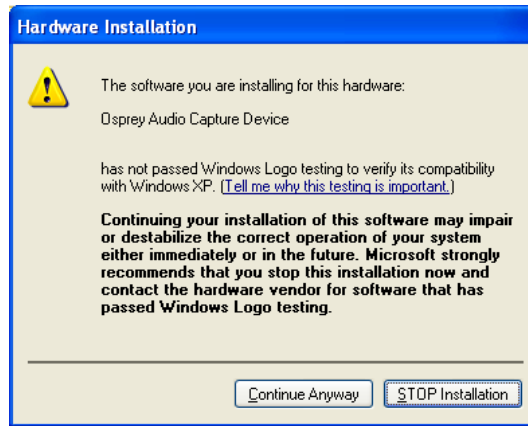 Hardware Installation
The software you are installing for this hardware:
Osprey Audio Capture Device
has not passed Windows Logo testing to verify its compatibility
with Windows XP. (Tell me why this testing is important.)
Continuing your installation of this software may impair
or destabilize the correct operation of your system
either immediately or in the future. Microsoft strongly
recommends that you stop this installation now and
contact the hardware vendor for software that has
passed Windows Logo testing.
Continue Anyway
STOP Installation